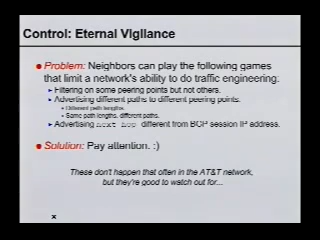 Control: Eternal Vigilance
Problem: Neighbors can play the following games
that limit a network's ability to do traffic engineering.
Filtering on some peering points but not others.
Advertising different paths to different peering points.
Different path lengths.
Same path lengths, different paths.
Advertising next hop different from BGP session IP address.
Solution: Pay attention. :)
These don't happen that often in the AT&T network,
but they're good to watch out for...